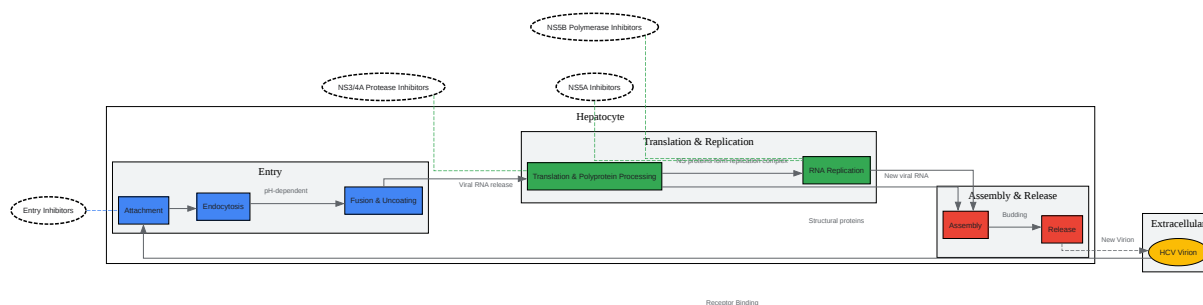 NS5B Polymerase Inhibitors
NS3/4A Protease Inhibitors
NS5A Inhibitors
Hepatocyte
Translation & Replication
NS proteins form replication complex
Translation & Polyprotein Processing
RNA Replication
New viral RNA
Entry
pH-dependent
Viral RNA release
Entry Inhibitors
Attachment
Endocytosis
Fusion & Uncoating
Assembly & Release
Structural proteins
Assembly
Budding
Release
New Virion
Extracellular
HCV Virion
Receptor Binding